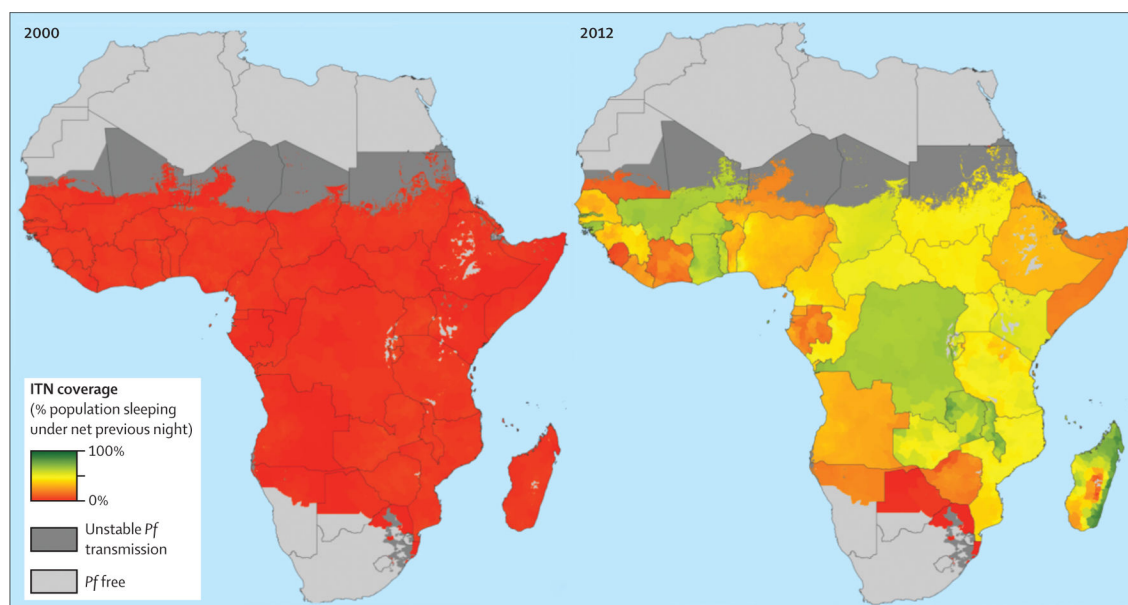 2000
2012
ITN coverage
(% population sleeping
under net previous night)
100%
0%
Unstable Pf
transmission
Pf free